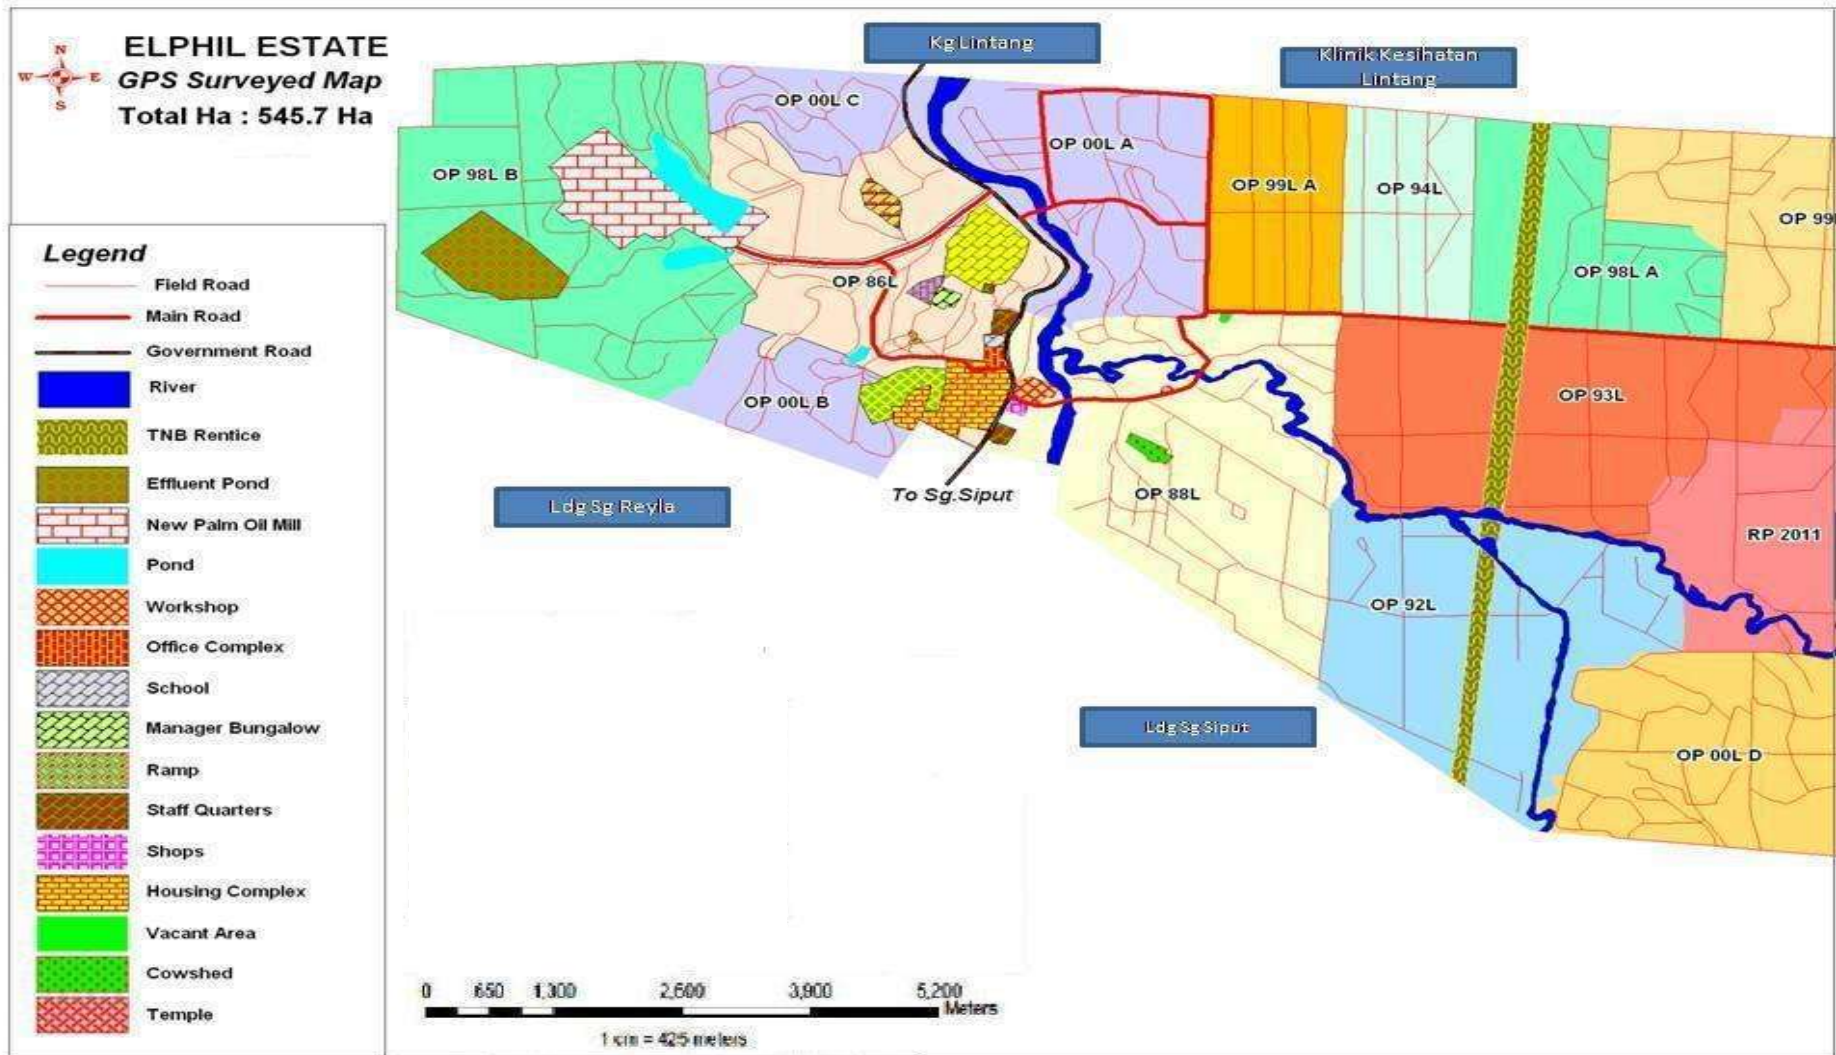 ELPHIL ESTATE
GPS Surveyed Map
Total Ha : 545.7 Ha
N
W
E
S
Kg Lintang
Klinik Kesihatan
Lintang
OP 00L C
OP 00L A
OP 98L B
OP 99L A
OP 94L
OP 99
OP 98L A
OP 86L
OP 00L B
OP 93L
OP 88L
To Sg.Siput
Ldg Sg Reyla
RP 2011
OP 92L
Ldg Sg Siput
OP 00L D
Legend
Field Road
Main Road
Government Road
River
TNB Rentice
Effluent Pond
New Palm Oil Mill
Pond
Workshop
Office Complex
School
Manager Bungalow
Ramp
Staff Quarters
Shops
Housing Complex
Vacant Area
Cowshed
Temple
0 650 1,300 2,600 3,900 5,200
Meters
1 cm = 425 meters